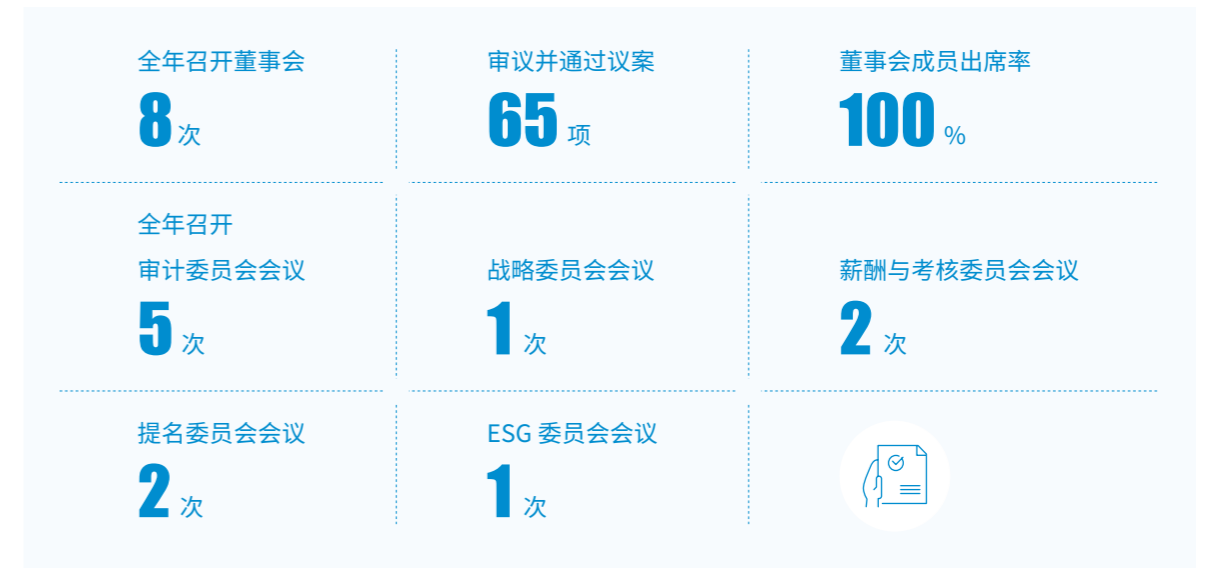 全年召开董事会
8 次
审议并通过议案
65 项
董事会成员出席率
100 %
全年召开
审计委员会会议
5 次
战略委员会会议
1 次
薪酬与考核委员会会议
2 次
提名委员会会议
2 次
ESG 委员会会议
1 次